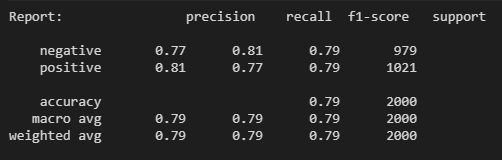 Report:               precision    recall  f1-score   support
    negative       0.77      0.81      0.79       979
    positive       0.81      0.77      0.79      1021
    accuracy                           0.79      2000
   macro avg       0.79      0.79      0.79      2000
weighted avg       0.79      0.79      0.79      2000